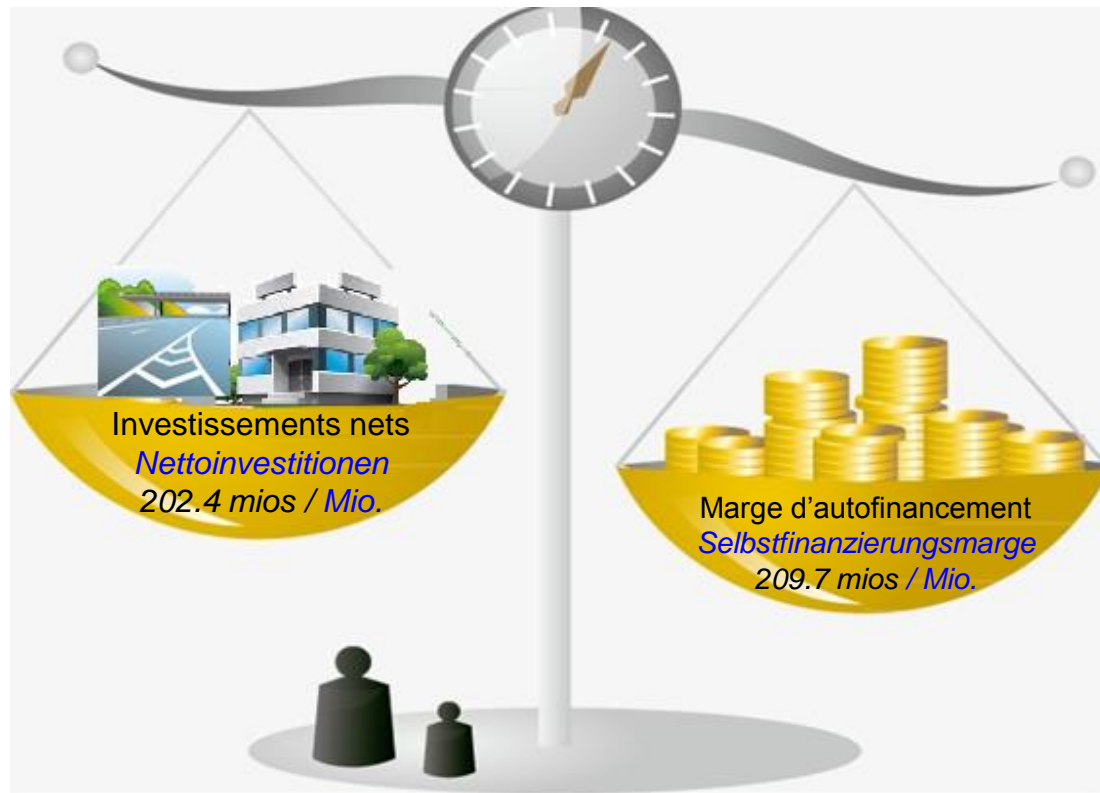 Investissements nets
Nettoinvestitionen
202.4 mios / Mio.
Marge d'autofinancement
Selbstfinanzierungsmarge
209.7 mios / Mio.